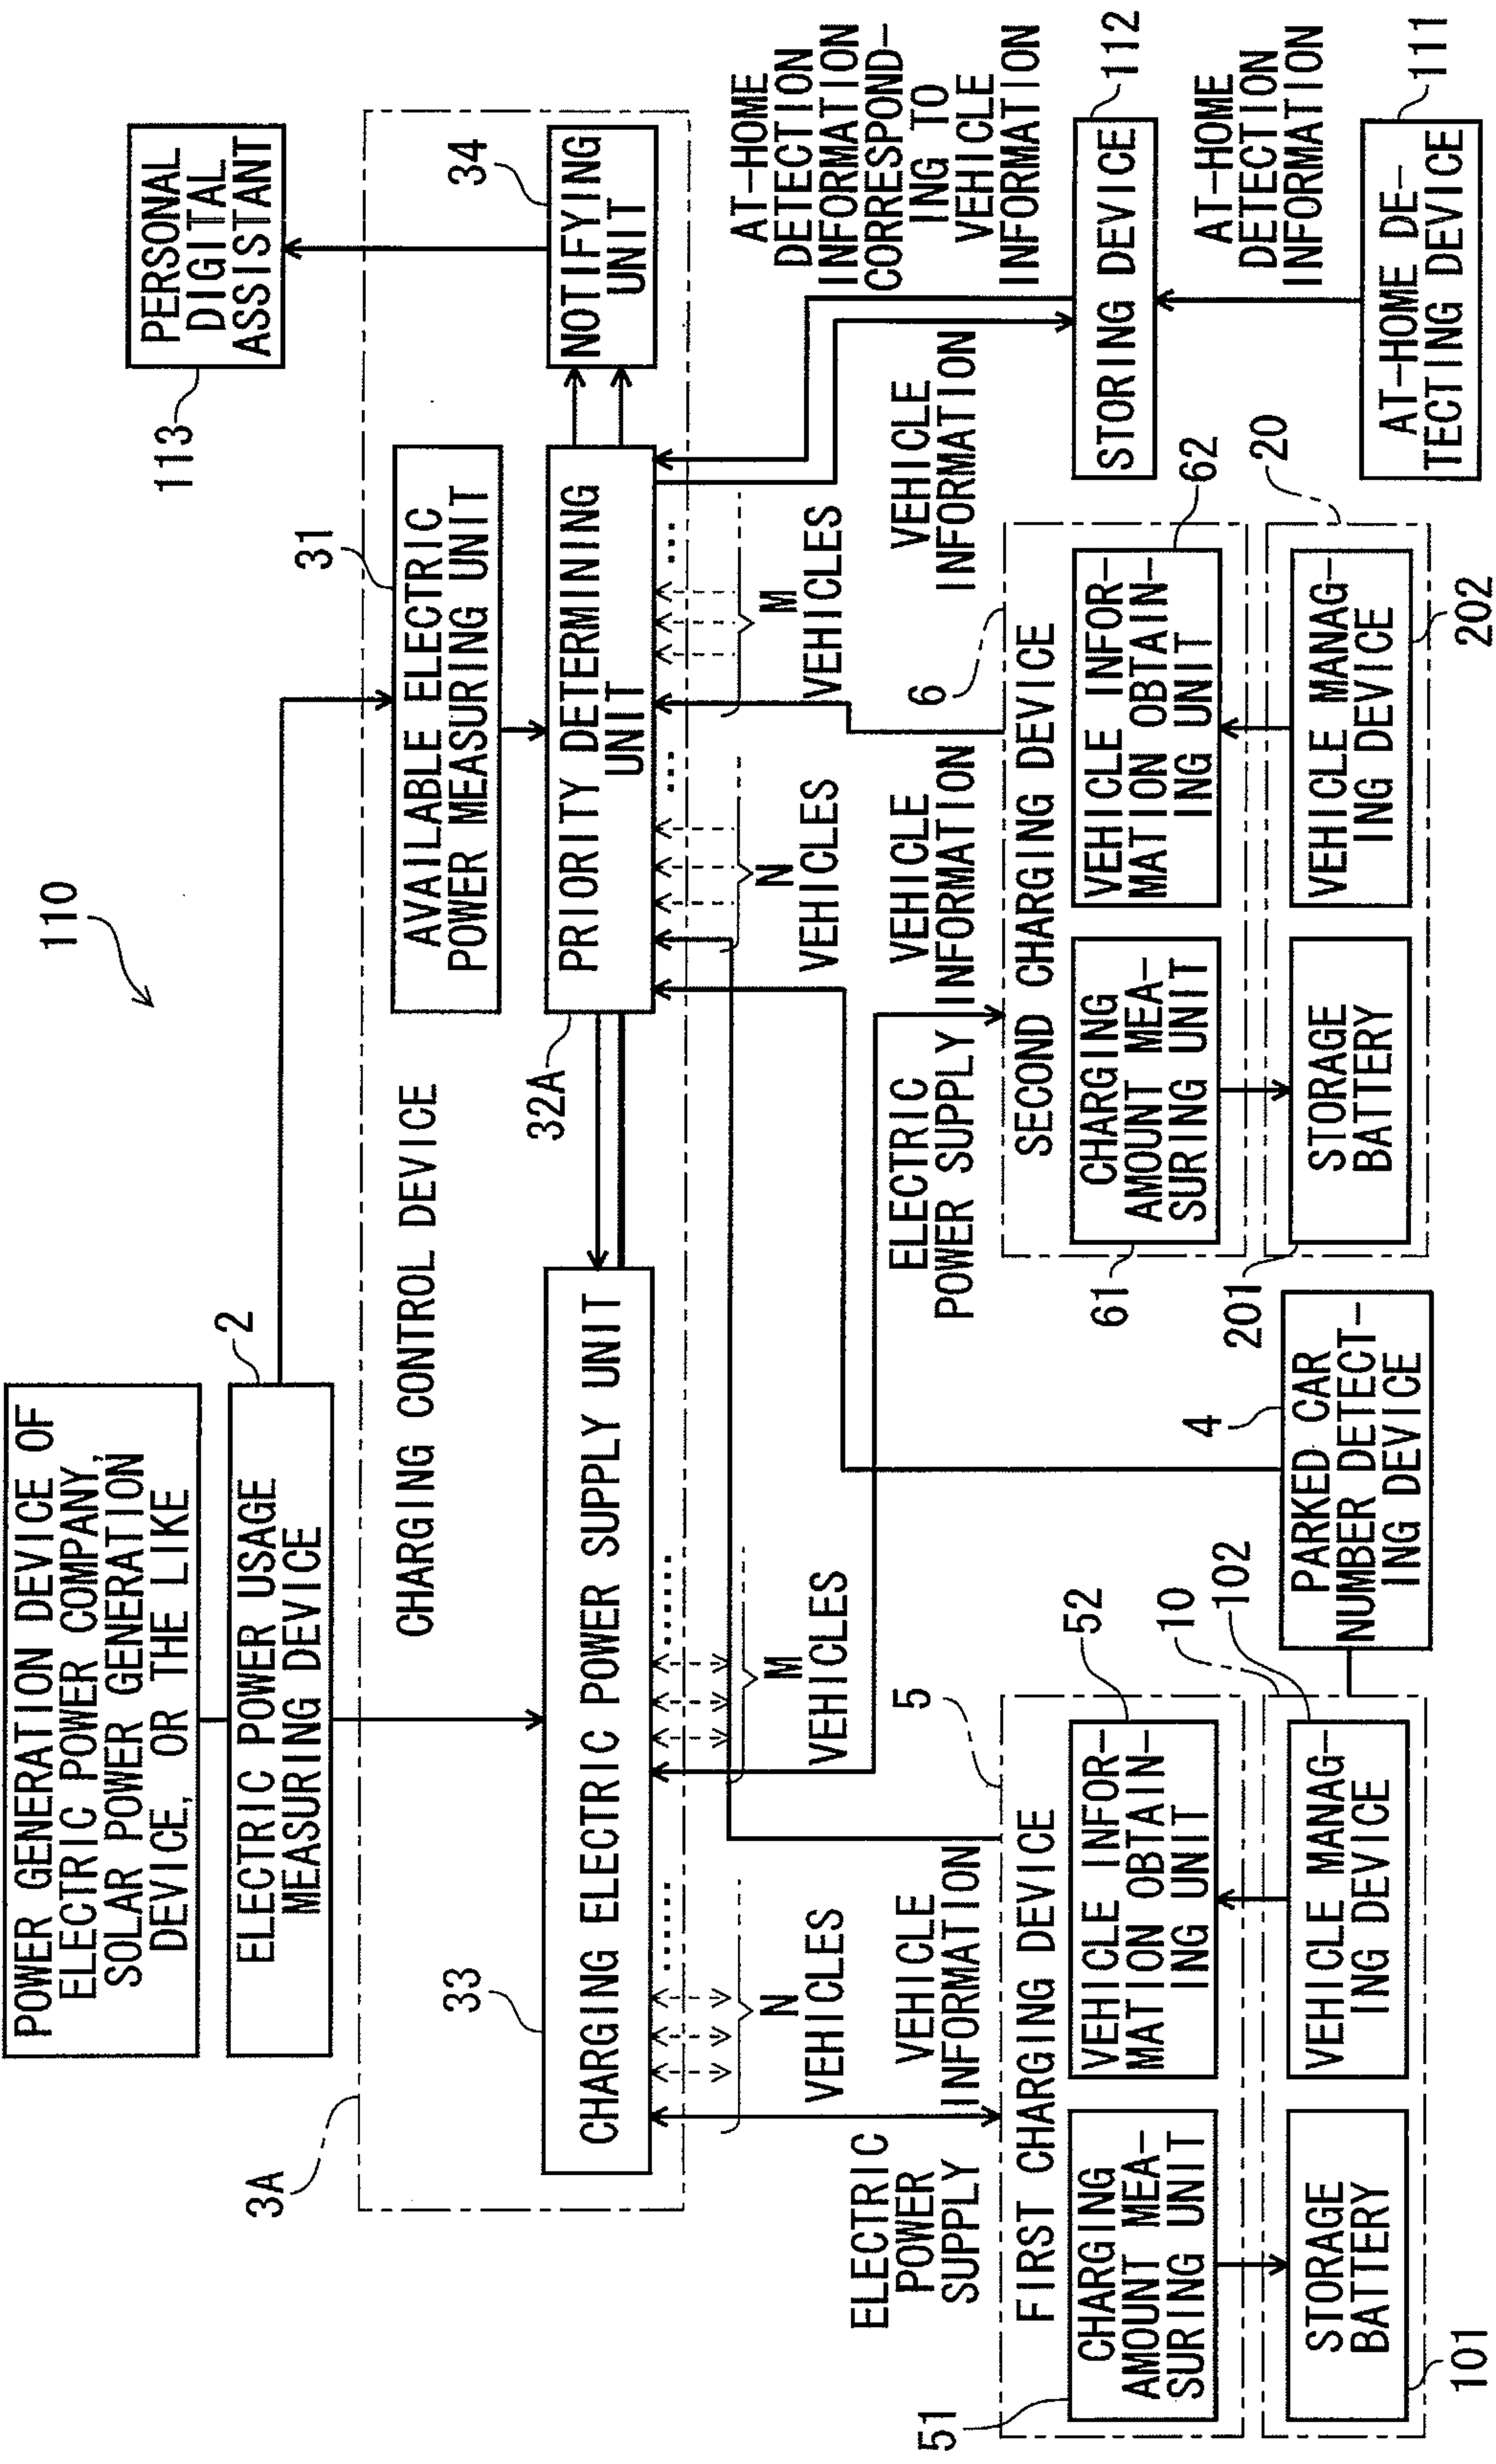 110
POWER GENERATION DEVICE OF
ELECTRIC POWER COMPANY,
SOLAR POWER GENERATION
DEVICE, OR THE LIKE
2
ELECTRIC POWER USAGE
MEASURING DEVICE
113
PERSONAL
DIGITAL
ASSISTANT
3A
CHARGING CONTROL DEVICE
31
AVAILABLE ELECTRIC
POWER MEASURING UNIT
34
NOTIFYING
UNIT
32A
PRIORITY DETERMINING
UNIT
33
CHARGING ELECTRIC POWER SUPPLY UNIT
N
VEHICLES
M
VEHICLES
N
VEHICLES
M
VEHICLES
AT-HOME
DETECTION
INFORMATION
CORRESPOND-
ING TO
VEHICLE
INFORMATION
ELECTRIC
POWER
SUPPLY
VEHICLE
INFORMATION
ELECTRIC
POWER SUPPLY
VEHICLE
INFORMATION
VEHICLE
INFORMATION
5
FIRST CHARGING DEVICE
51
CHARGING
AMOUNT MEA-
SURING UNIT
52
VEHICLE INFOR-
MATION OBTAIN-
ING UNIT
10
101
STORAGE
BATTERY
102
VEHICLE MANAG-
ING DEVICE
4
PARKED CAR
NUMBER DETECT-
ING DEVICE
6
SECOND CHARGING DEVICE
61
CHARGING
AMOUNT MEA-
SURING UNIT
62
VEHICLE INFOR-
MATION OBTAIN-
ING UNIT
20
201
STORAGE
BATTERY
202
VEHICLE MANAG-
ING DEVICE
112
STORING DEVICE
AT-HOME
DETECTION
INFORMATION
111
AT-HOME DE-
TECTING DEVICE